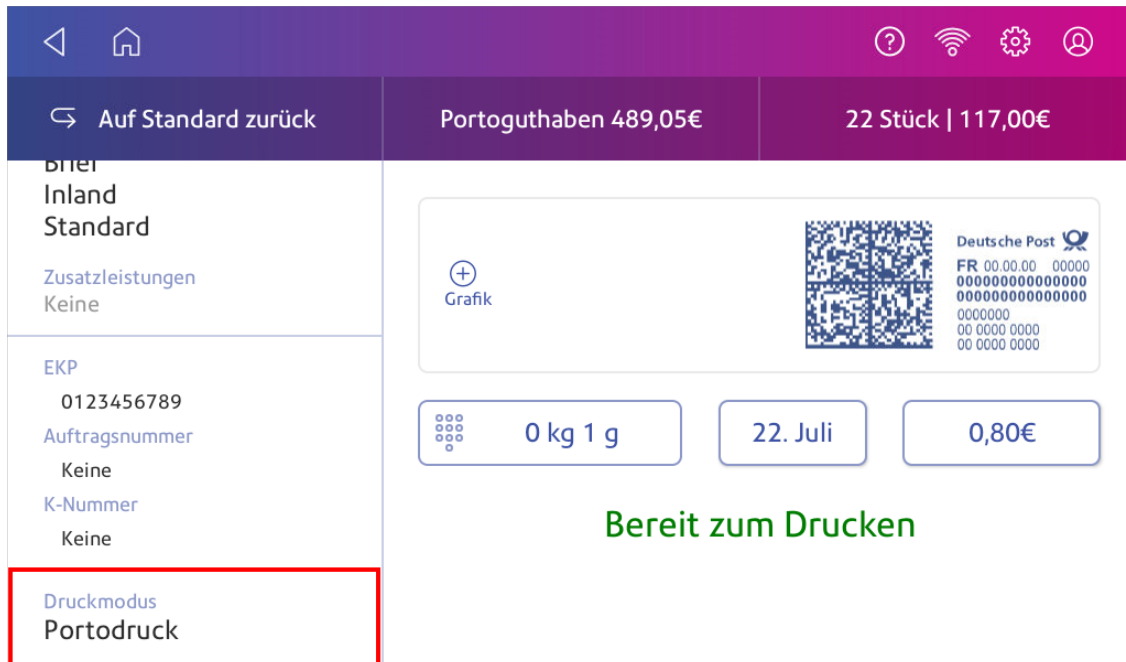 Auf Standard zurück
Portoguthaben 489,05€
22 Stück | 117,00€
Brief
Inland
Standard
Zusatzleistungen
Keine
EKP
0123456789
Auftragsnummer
Keine
K-Nummer
Keine
Druckmodus
Portodruck
Grafik
Deutsche Post
FR 00.00.00 00000
000000000000000
000000000000000
0000000
00 0000 0000
00 0000 0000
0 kg 1 g
22. Juli
0,80€
Bereit zum Drucken